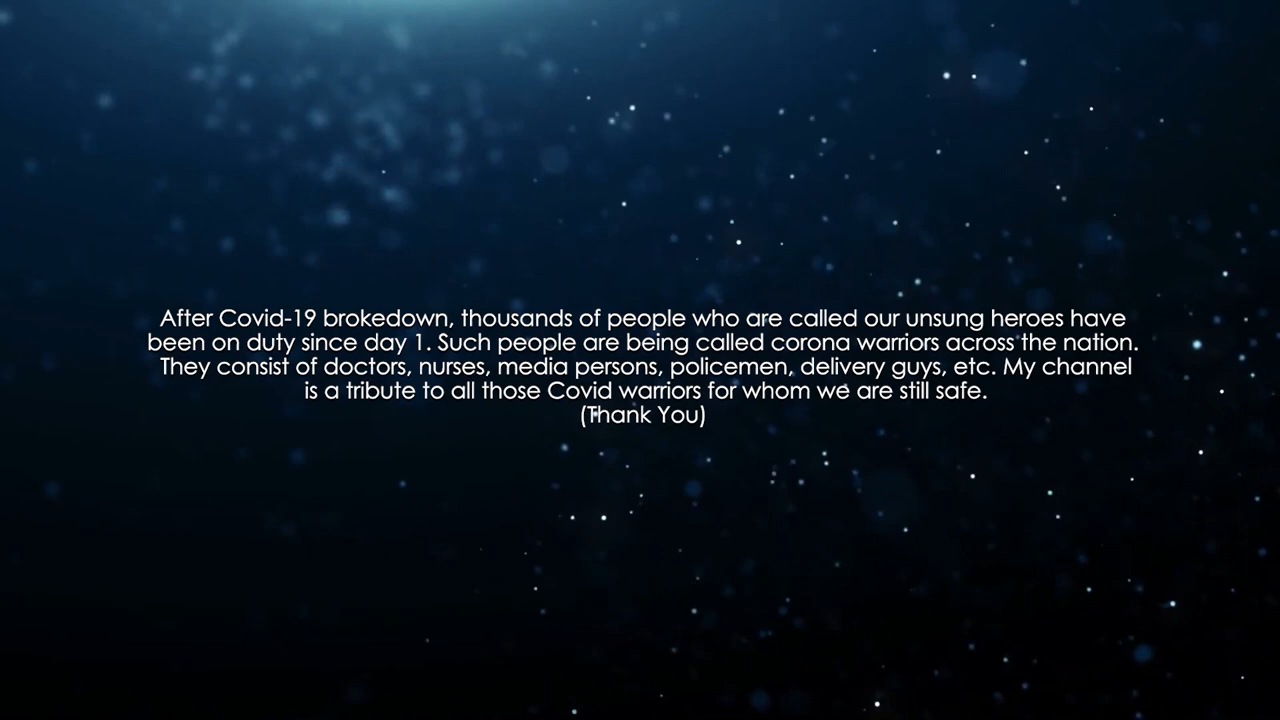 After Covid-19 brokedown, thousands of people who are called our unsung heroes have
been on duty since day 1. Such people are being called corona warriors across the nation.
They consist of doctors, nurses, media persons, policemen, delivery guys, etc. My channel
is a tribute to all those Covid warriors for whom we are still safe.
(Thank You)